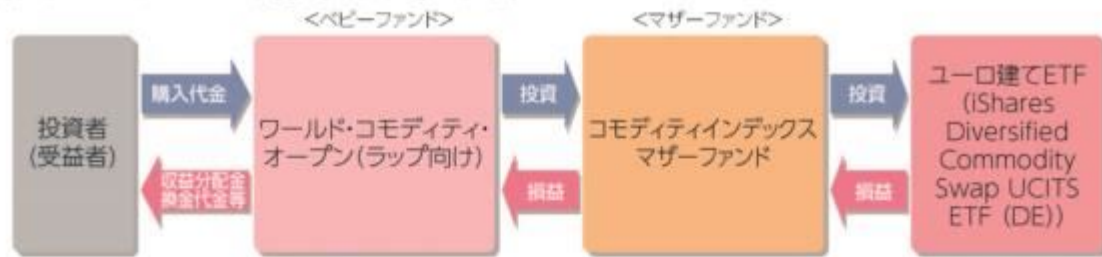 <ベビーファンド>
<マザーファンド>
投資者
(受益者)
購入代金
収益分配金
換金代金等
ワールド・コモディティ・
オープン(ラップ向け)
投資
損益
コモディティインデックス
マザーファンド
投資
損益
ユーロ建てETF
(iShares
Diversified
Commodity
Swap UCITS
ETF (DE))